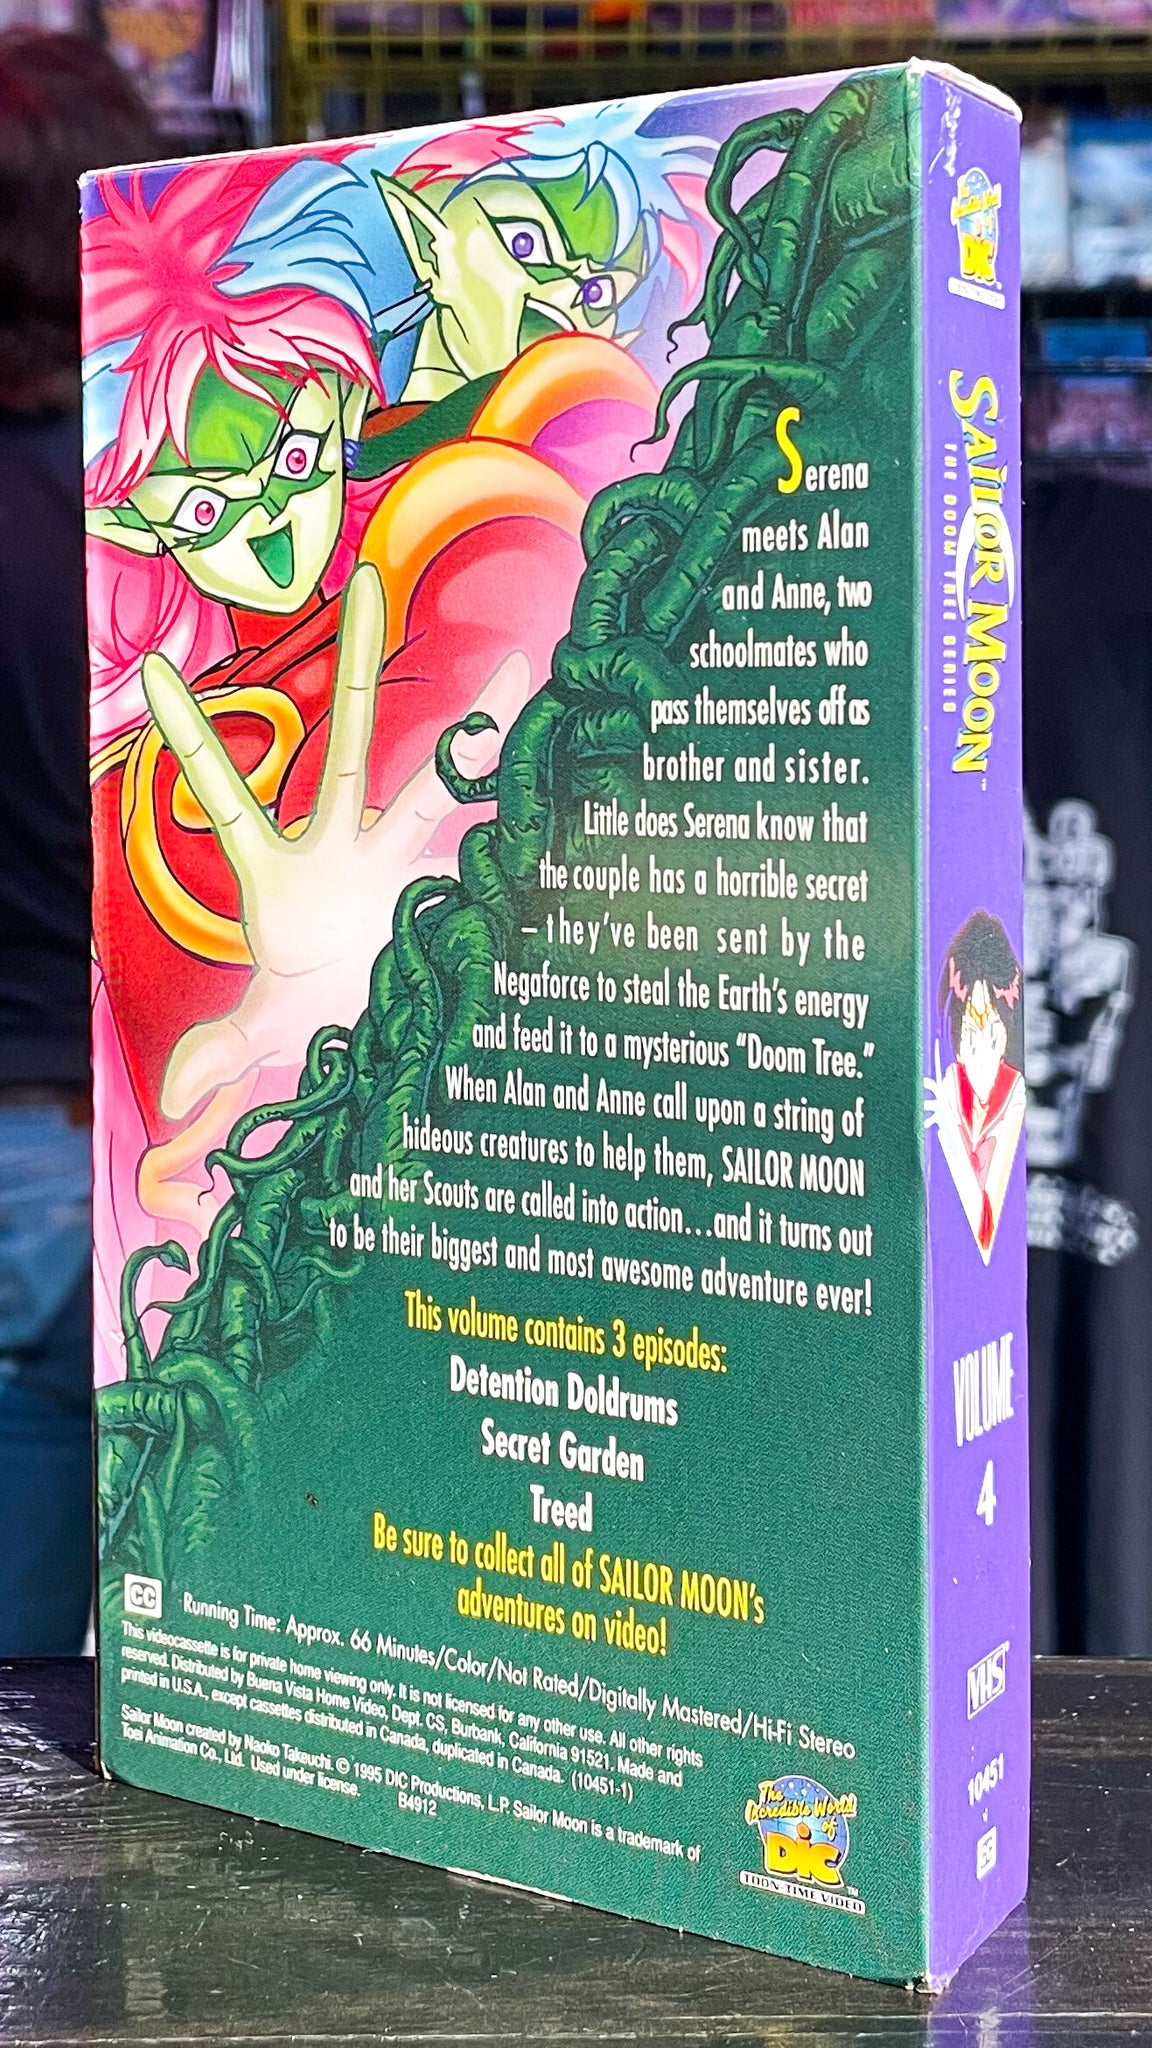 Serena
meets Alan
and Anne, two
schoolmates who
pass themselves off as
brother and sister.
Little does Serena know that
the couple has a horrible secret
– they've been sent by the
Negaforce to steal the Earth's energy
and feed it to a mysterious “Doom Tree.”
When Alan and Anne call upon a string of
hideous creatures to help them, SAILOR MOON
and her Scouts are called into action...and it turns out
to be their biggest and most awesome adventure ever!
This volume contains 3 episodes:
Detention Doldrums
Secret Garden
Treed
Be sure to collect all of SAILOR MOON's
adventures on video!
CC
Running Time: Approx. 66 Minutes/Color/Not Rated/Digitally Mastered/Hi-Fi Stereo
This videocassette is for private home viewing only. It is not licensed for any other use. All other rights
reserved. Distributed by Buena Vista Home Video, Dept. CS, Burbank, California 91521. Made and
printed in U.S.A., except cassettes distributed in Canada, duplicated in Canada. (10451-1)
Sailor Moon created by Naoko Takeuchi. © 1995 DIC Productions, L.P. Sailor Moon is a trademark of
Toei Animation Co., Ltd. Used under license. B4912
The
Incredible World
of
DiC
TOON-TIME VIDEO™
The
Incredible World
of
DiC
TOON-TIME VIDEO
SAILOR MOON™
THE DOOM TREE SERIES
VOLUME
4
VHS
10451
CC